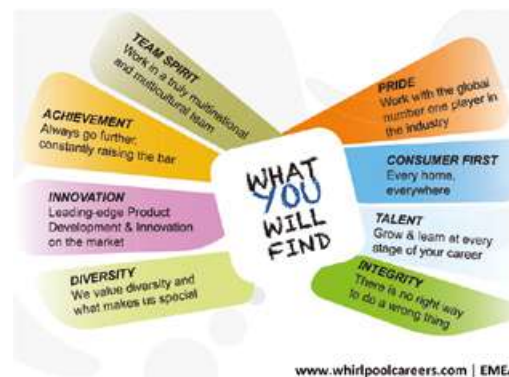 TEAM SPIRIT
Work in a truly multinational
and multicultural team
ACHIEVEMENT
Always go further,
constantly raising the bar
INNOVATION
Leading-edge Product
Development & Innovation
on the market
DIVERSITY
We value diversity and
what makes us special
WHAT
YOU
WILL
FIND
PRIDE
Work with the global
number one player in
the industry
CONSUMER FIRST
Every home,
everywhere
TALENT
Grow & learn at every
stage of your career
INTEGRITY
There is no right way
to do a wrong thing
www.whirlpoolcareers.com | EMEA